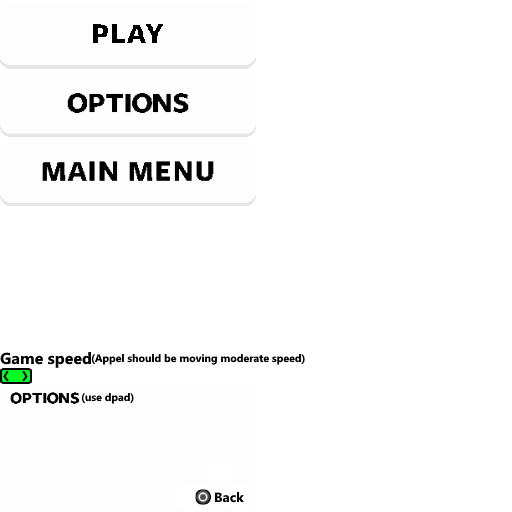 PLAY
OPTIONS
MAIN MENU
Game speed(Appel should be moving moderate speed)
OPTIONS(use dpad)
Back